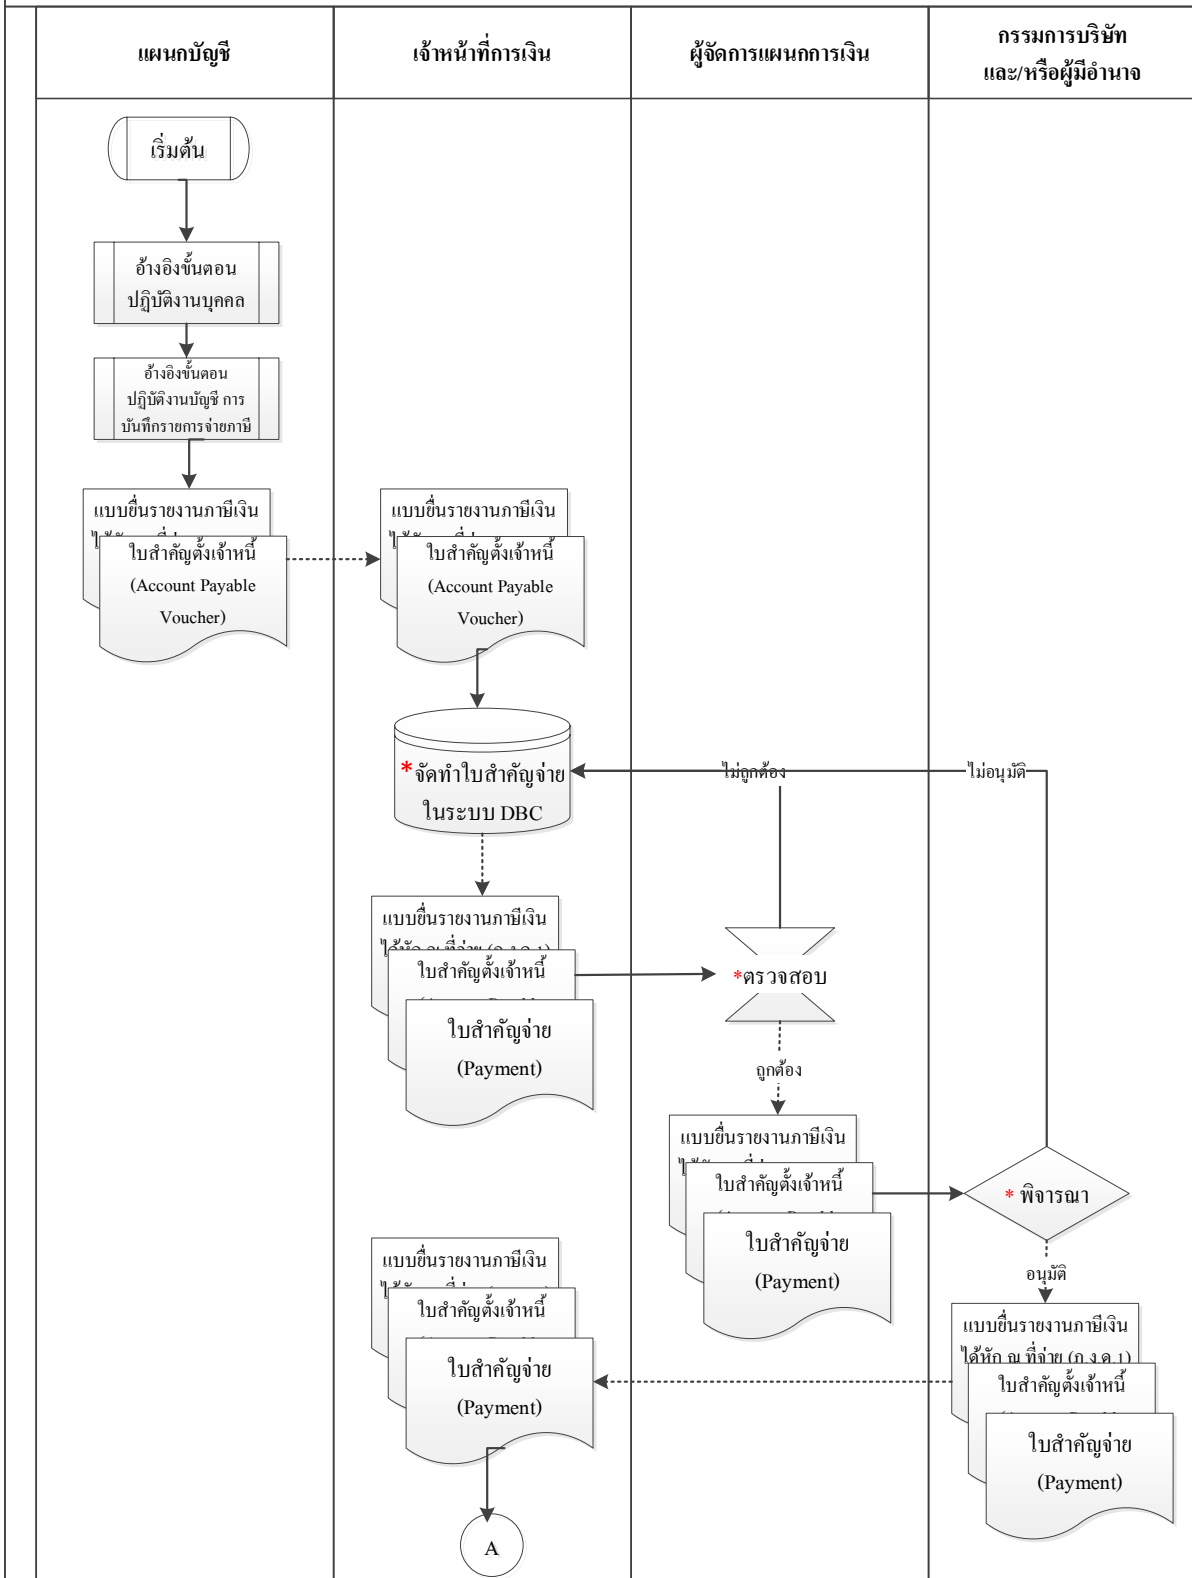 แผนกบัญชี
เจ้าหน้าที่การเงิน
ผู้จัดการแผนกการเงิน
กรรมการบริษัท
และ/หรือผู้มีอำนาจ
เริ่มต้น
อ้างอิงขั้นตอน
ปฏิบัติงานบุคคล
อ้างอิงขั้นตอน
ปฏิบัติงานบัญชี การ
บันทึกรายการจ่ายภาษี
แบบยื่นรายงานภาษีเงิน
ใบสำคัญตั้งเจ้าหนี้
(Account Payable
Voucher)
แบบยื่นรายงานภาษีเงิน
ใบสำคัญตั้งเจ้าหนี้
(Account Payable
Voucher)
*จัดทำใบสำคัญจ่าย
ในระบบ DBC
ไม่ถูกต้อง
ไม่อนุมัติ
แบบยื่นรายงานภาษีเงิน
ได้หัก ณ ที่จ่าย (ภ.ง.ด.1)
ใบสำคัญตั้งเจ้าหนี้
ใบสำคัญจ่าย
(Payment)
*ตรวจสอบ
ถูกต้อง
แบบยื่นรายงานภาษีเงิน
ใบสำคัญตั้งเจ้าหนี้
ใบสำคัญจ่าย
(Payment)
* พิจารณา
อนุมัติ
แบบยื่นรายงานภาษีเงิน
ได้หัก ณ ที่จ่าย (ภ.ง.ด.1)
ใบสำคัญตั้งเจ้าหนี้
ใบสำคัญจ่าย
(Payment)
แบบยื่นรายงานภาษีเงิน
ใบสำคัญตั้งเจ้าหนี้
ใบสำคัญจ่าย
(Payment)
A